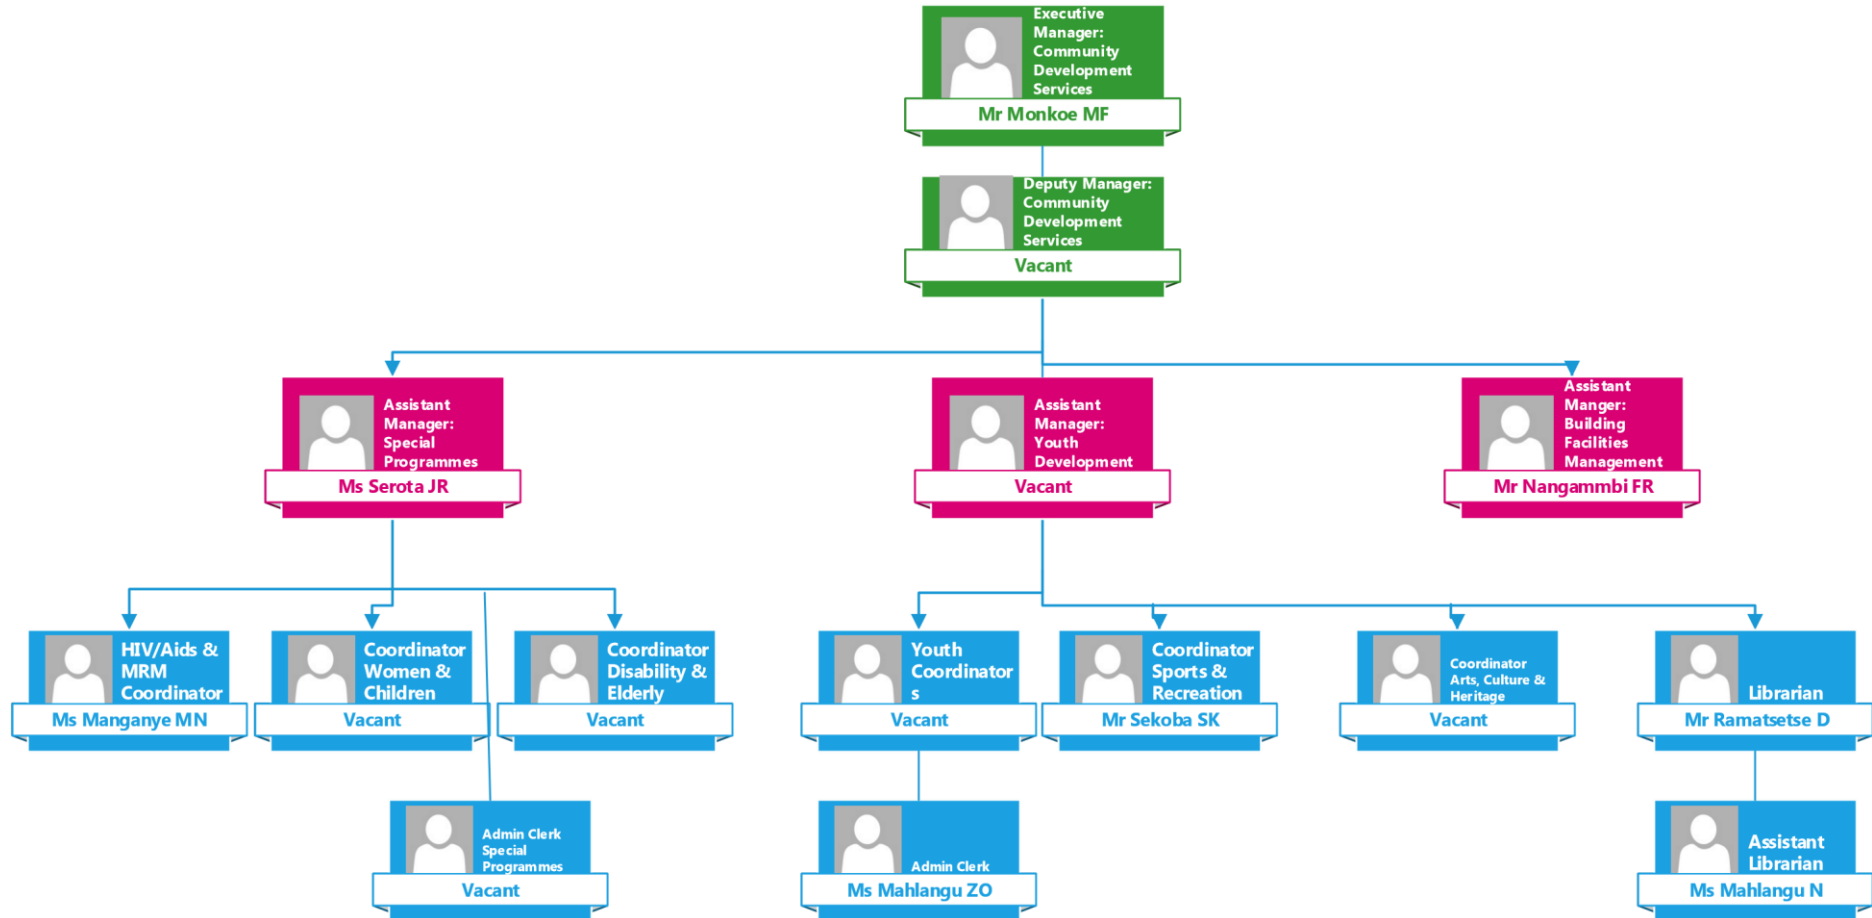 Executive
Manager:
Community
Development
Services
Mr Monkoe MF
Deputy Manager:
Community
Development
Services
Vacant
Assistant
Manager:
Special
Programmes
Ms Serota JR
Assistant
Manager:
Youth
Development
Vacant
Assistant
Manger:
Building
Facilities
Management
Mr Nangammbi FR
HIV/Aids &
MRM
Coordinator
Ms Manganye MN
Coordinator
Women &
Children
Vacant
Coordinator
Disability &
Elderly
Vacant
Youth
Coordinator
s
Vacant
Coordinator
Sports &
Recreation
Mr Sekoba SK
Coordinator
Arts, Culture &
Heritage
Vacant
Librarian
Mr Ramatsetse D
Admin Clerk
Special
Programmes
Vacant
Admin Clerk
Ms Mahlangu ZO
Assistant
Librarian
Ms Mahlangu N